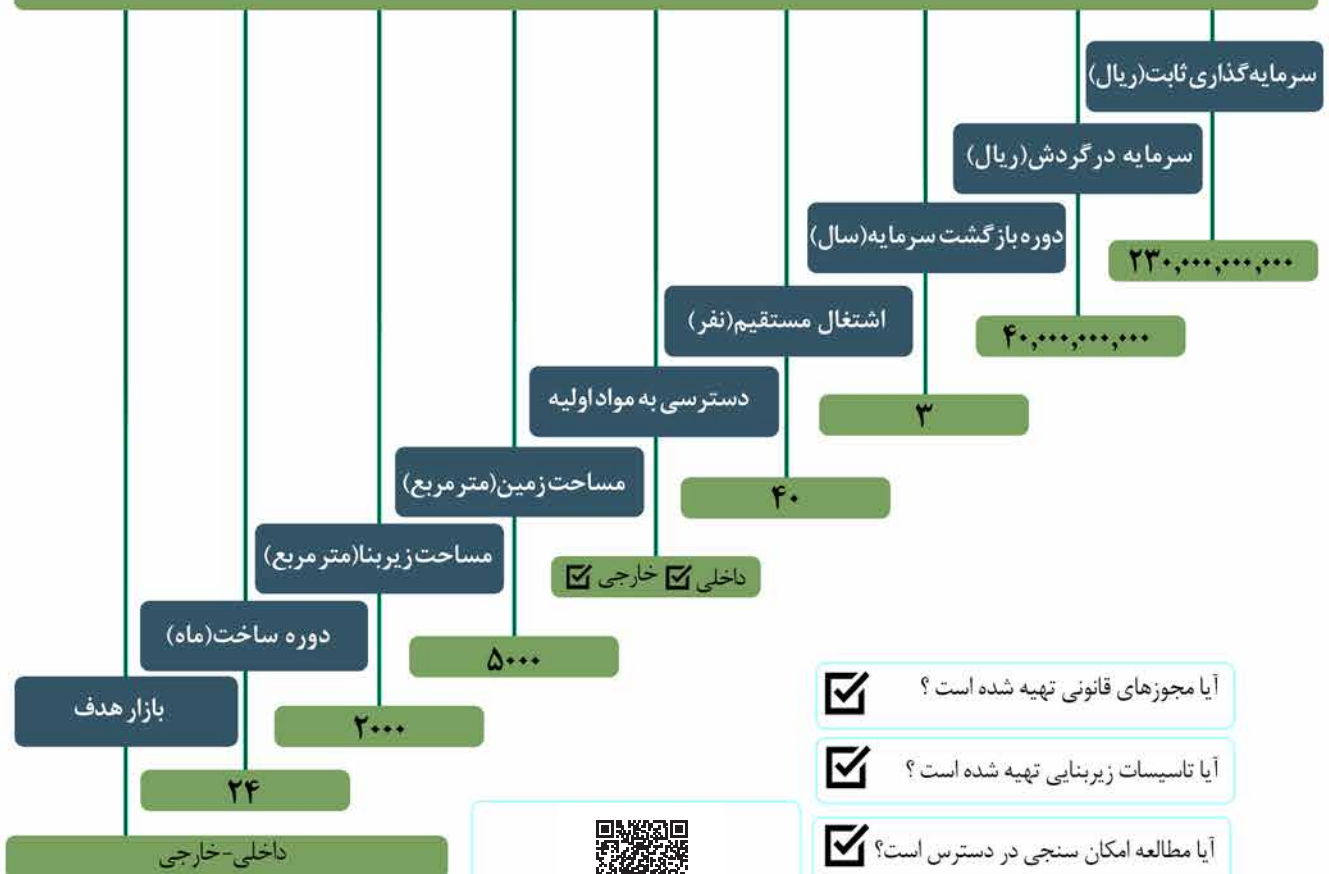 سرمایه‌گذاری ثابت(ریال)
۲۳۰,۰۰۰,۰۰۰,۰۰۰
سرمایه در گردش(ریال)
۴۰,۰۰۰,۰۰۰,۰۰۰
دوره بازگشت سرمایه(سال)
۳
اشتغال مستقیم(نفر)
۴۰
دسترسی به مواد اولیه
داخلی ☑ خارجی ☑
مساحت زمین(متر مربع)
۵۰۰۰
مساحت زیربنا(متر مربع)
۲۰۰۰
دوره ساخت(ماه)
۲۴
بازار هدف
داخلی-خارجی
آیا مجوزهای قانونی تهیه شده است ؟ ☑
آیا تاسیسات زیربنایی تهیه شده است ؟ ☑
آیا مطالعه امکان سنجی در دسترس است؟ ☑